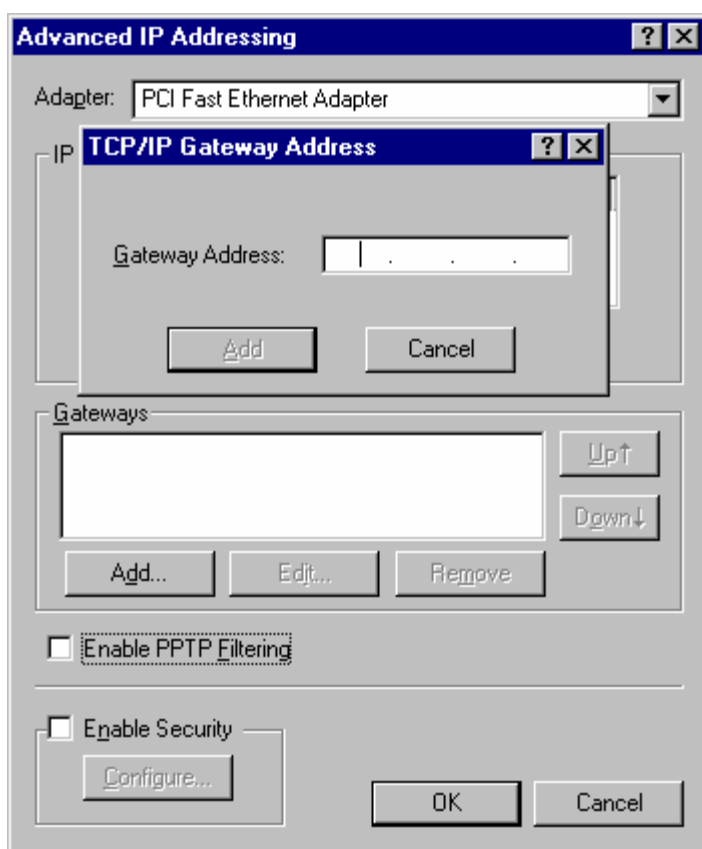 Advanced IP Addressing
Adapter: PCI Fast Ethernet Adapter
IP
TCP/IP Gateway Address
Gateway Address: . . .
Add
Cancel
Gateways
Up↑
Down↓
Add...
Edit...
Remove
Enable PPTP Filtering
Enable Security
Configure...
OK
Cancel